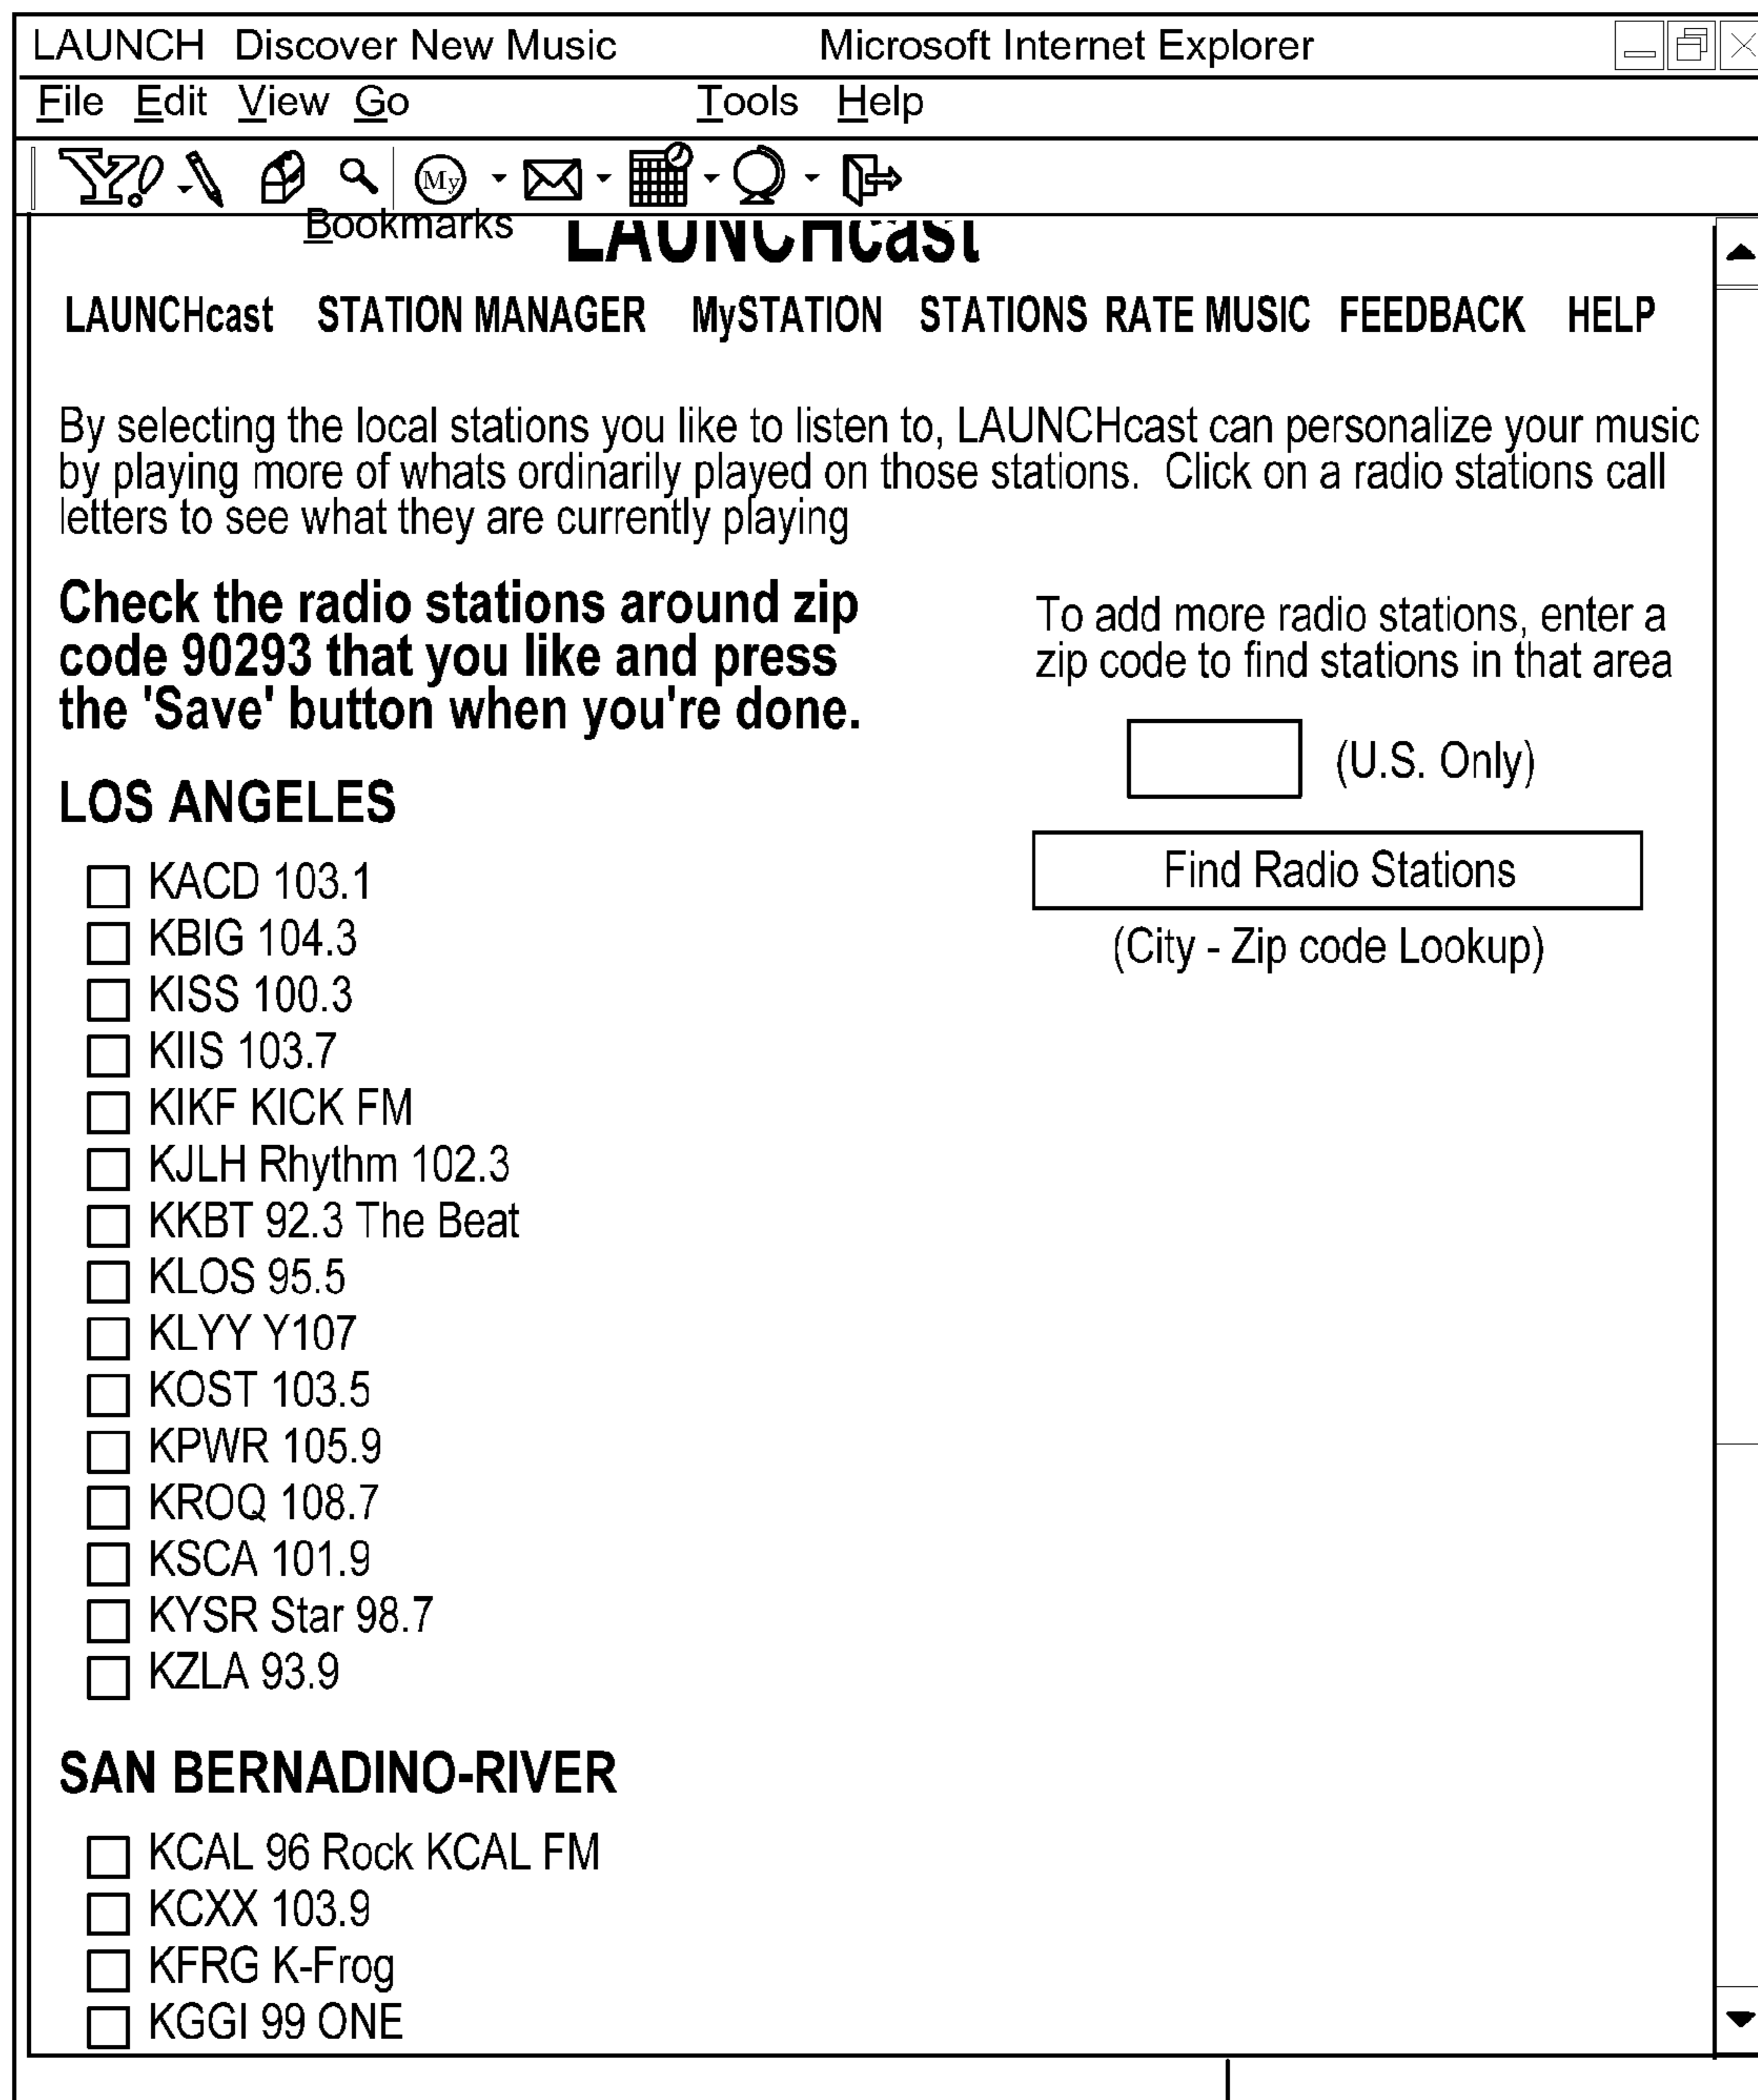 LAUNCH Discover New Music Microsoft Internet Explorer
File Edit View Go Tools Help
Y! My
Bookmarks LAUNCHcast
LAUNCHcast STATION MANAGER MySTATION STATIONS RATE MUSIC FEEDBACK HELP
By selecting the local stations you like to listen to, LAUNCHcast can personalize your music
by playing more of whats ordinarily played on those stations. Click on a radio stations call
letters to see what they are currently playing
Check the radio stations around zip
code 90293 that you like and press
the 'Save' button when you're done.
To add more radio stations, enter a
zip code to find stations in that area
(U.S. Only)
Find Radio Stations
(City - Zip code Lookup)
LOS ANGELES
KACD 103.1
KBIG 104.3
KISS 100.3
KIIS 103.7
KIKF KICK FM
KJLH Rhythm 102.3
KKBT 92.3 The Beat
KLOS 95.5
KLYY Y107
KOST 103.5
KPWR 105.9
KROQ 108.7
KSCA 101.9
KYSR Star 98.7
KZLA 93.9
SAN BERNADINO-RIVER
KCAL 96 Rock KCAL FM
KCXX 103.9
KFRG K-Frog
KGGI 99 ONE